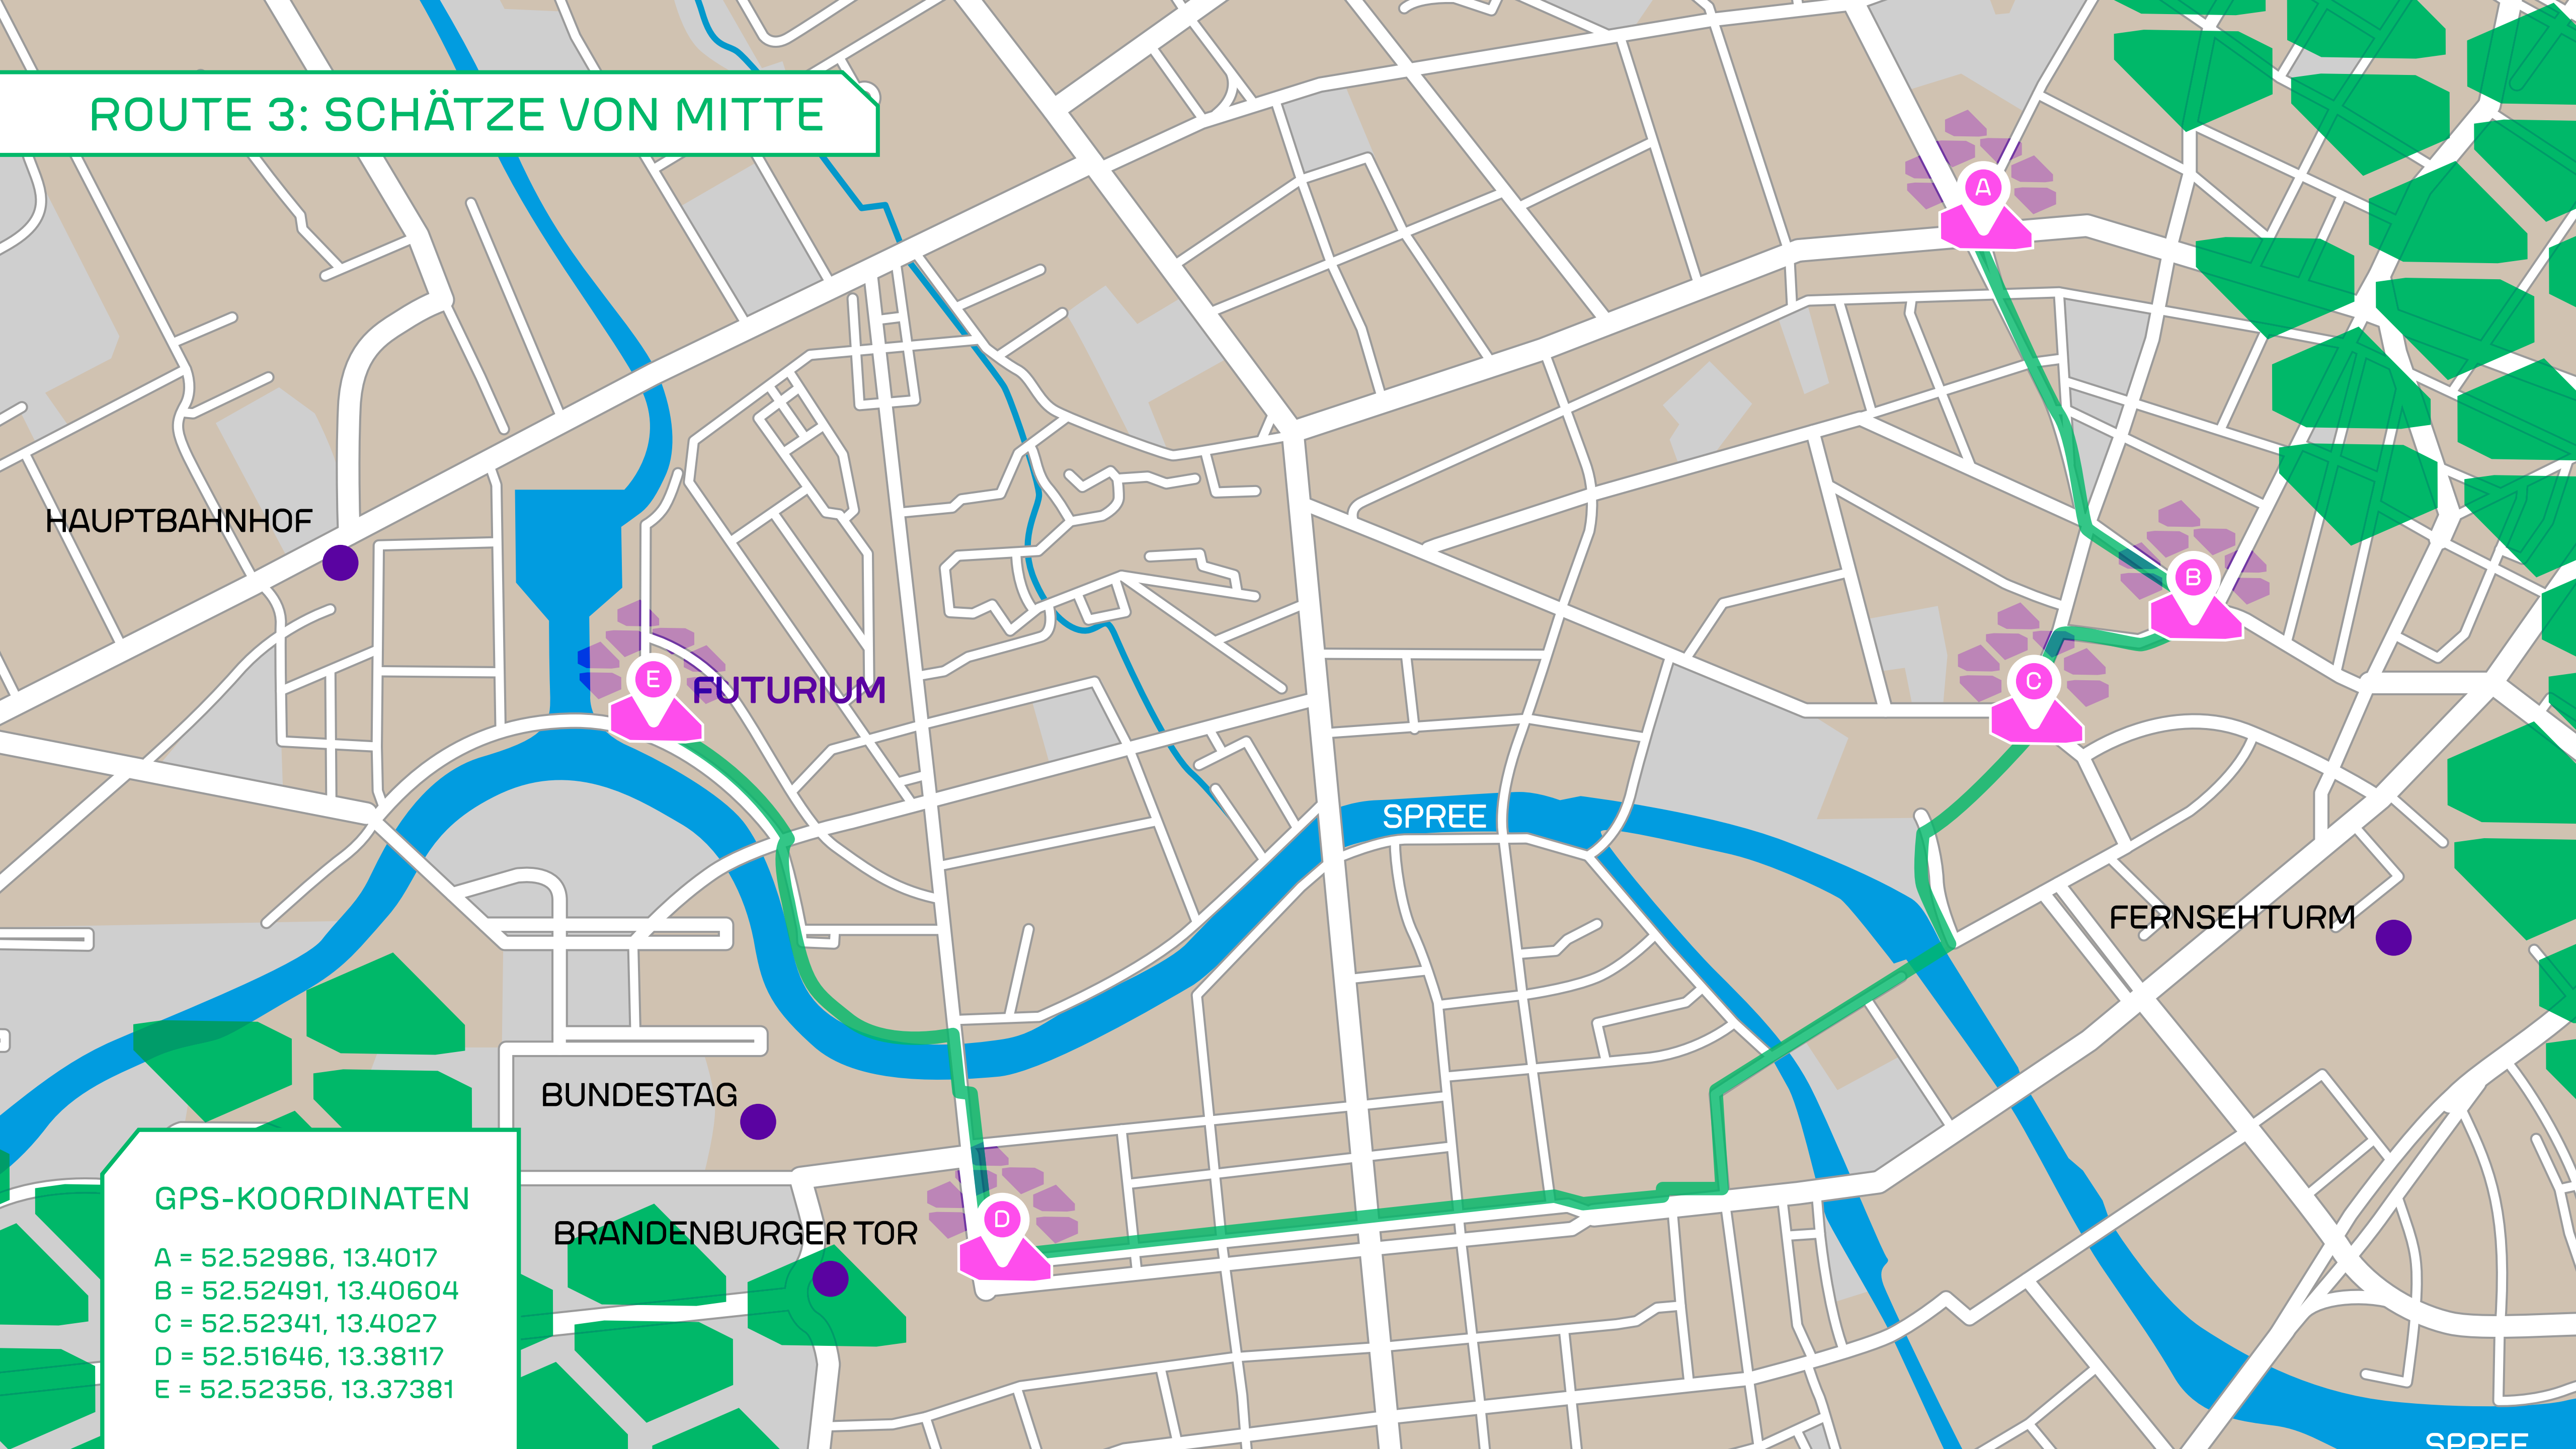 ROUTE 3: SCHÄTZE VON MITTE
A
HAUPTBAHNHOF
B
E
FUTURIUM
C
SPREE
FERNSEHTURM
BUNDESTAG
D
BRANDENBURGER TOR
GPS-KOORDINATEN
A = 52.52986, 13.4017
B = 52.52491, 13.40604
C = 52.52341, 13.4027
D = 52.51646, 13.38117
E = 52.52356, 13.37381
SPREE